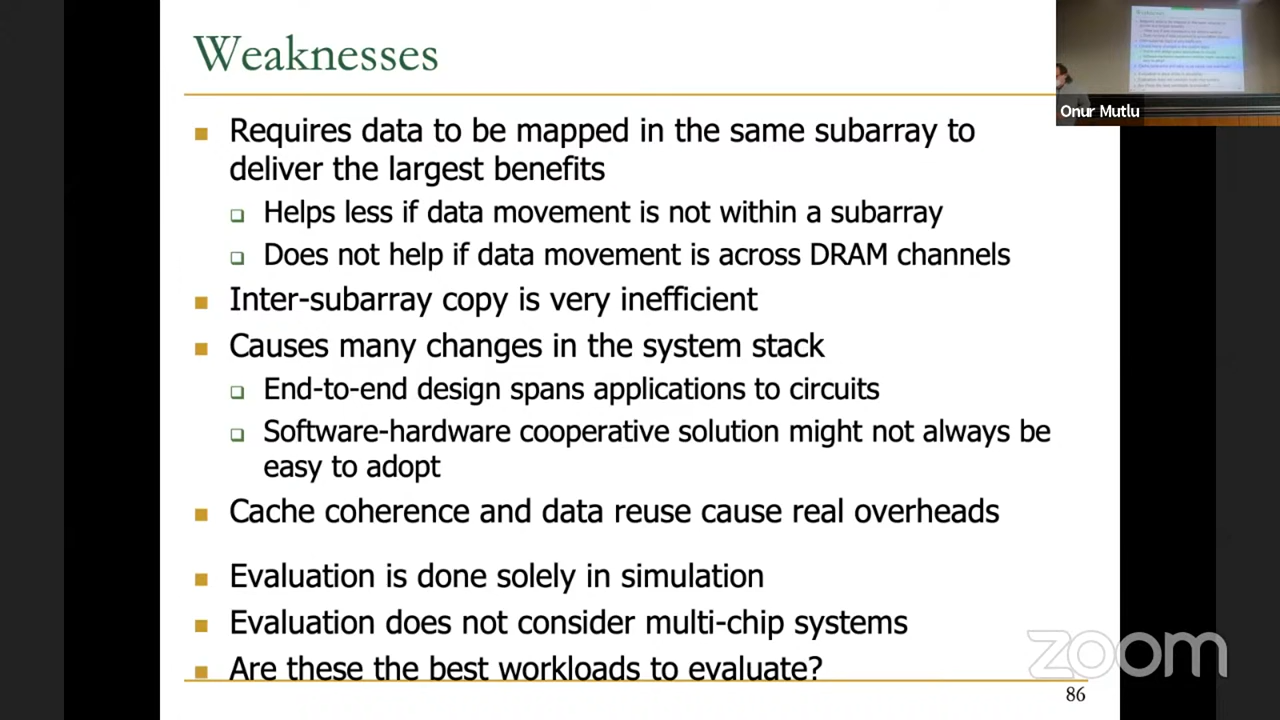 Weaknesses
Requires data to be mapped in the same subarray to
deliver the largest benefits
Helps less if data movement is not within a subarray
Does not help if data movement is across DRAM channels
Inter-subarray copy is very inefficient
Causes many changes in the system stack
End-to-end design spans applications to circuits
Software-hardware cooperative solution might not always be
easy to adopt
Cache coherence and data reuse cause real overheads
Evaluation is done solely in simulation
Evaluation does not consider multi-chip systems
Are these the best workloads to evaluate?
86
Onur Mutlu
zoom